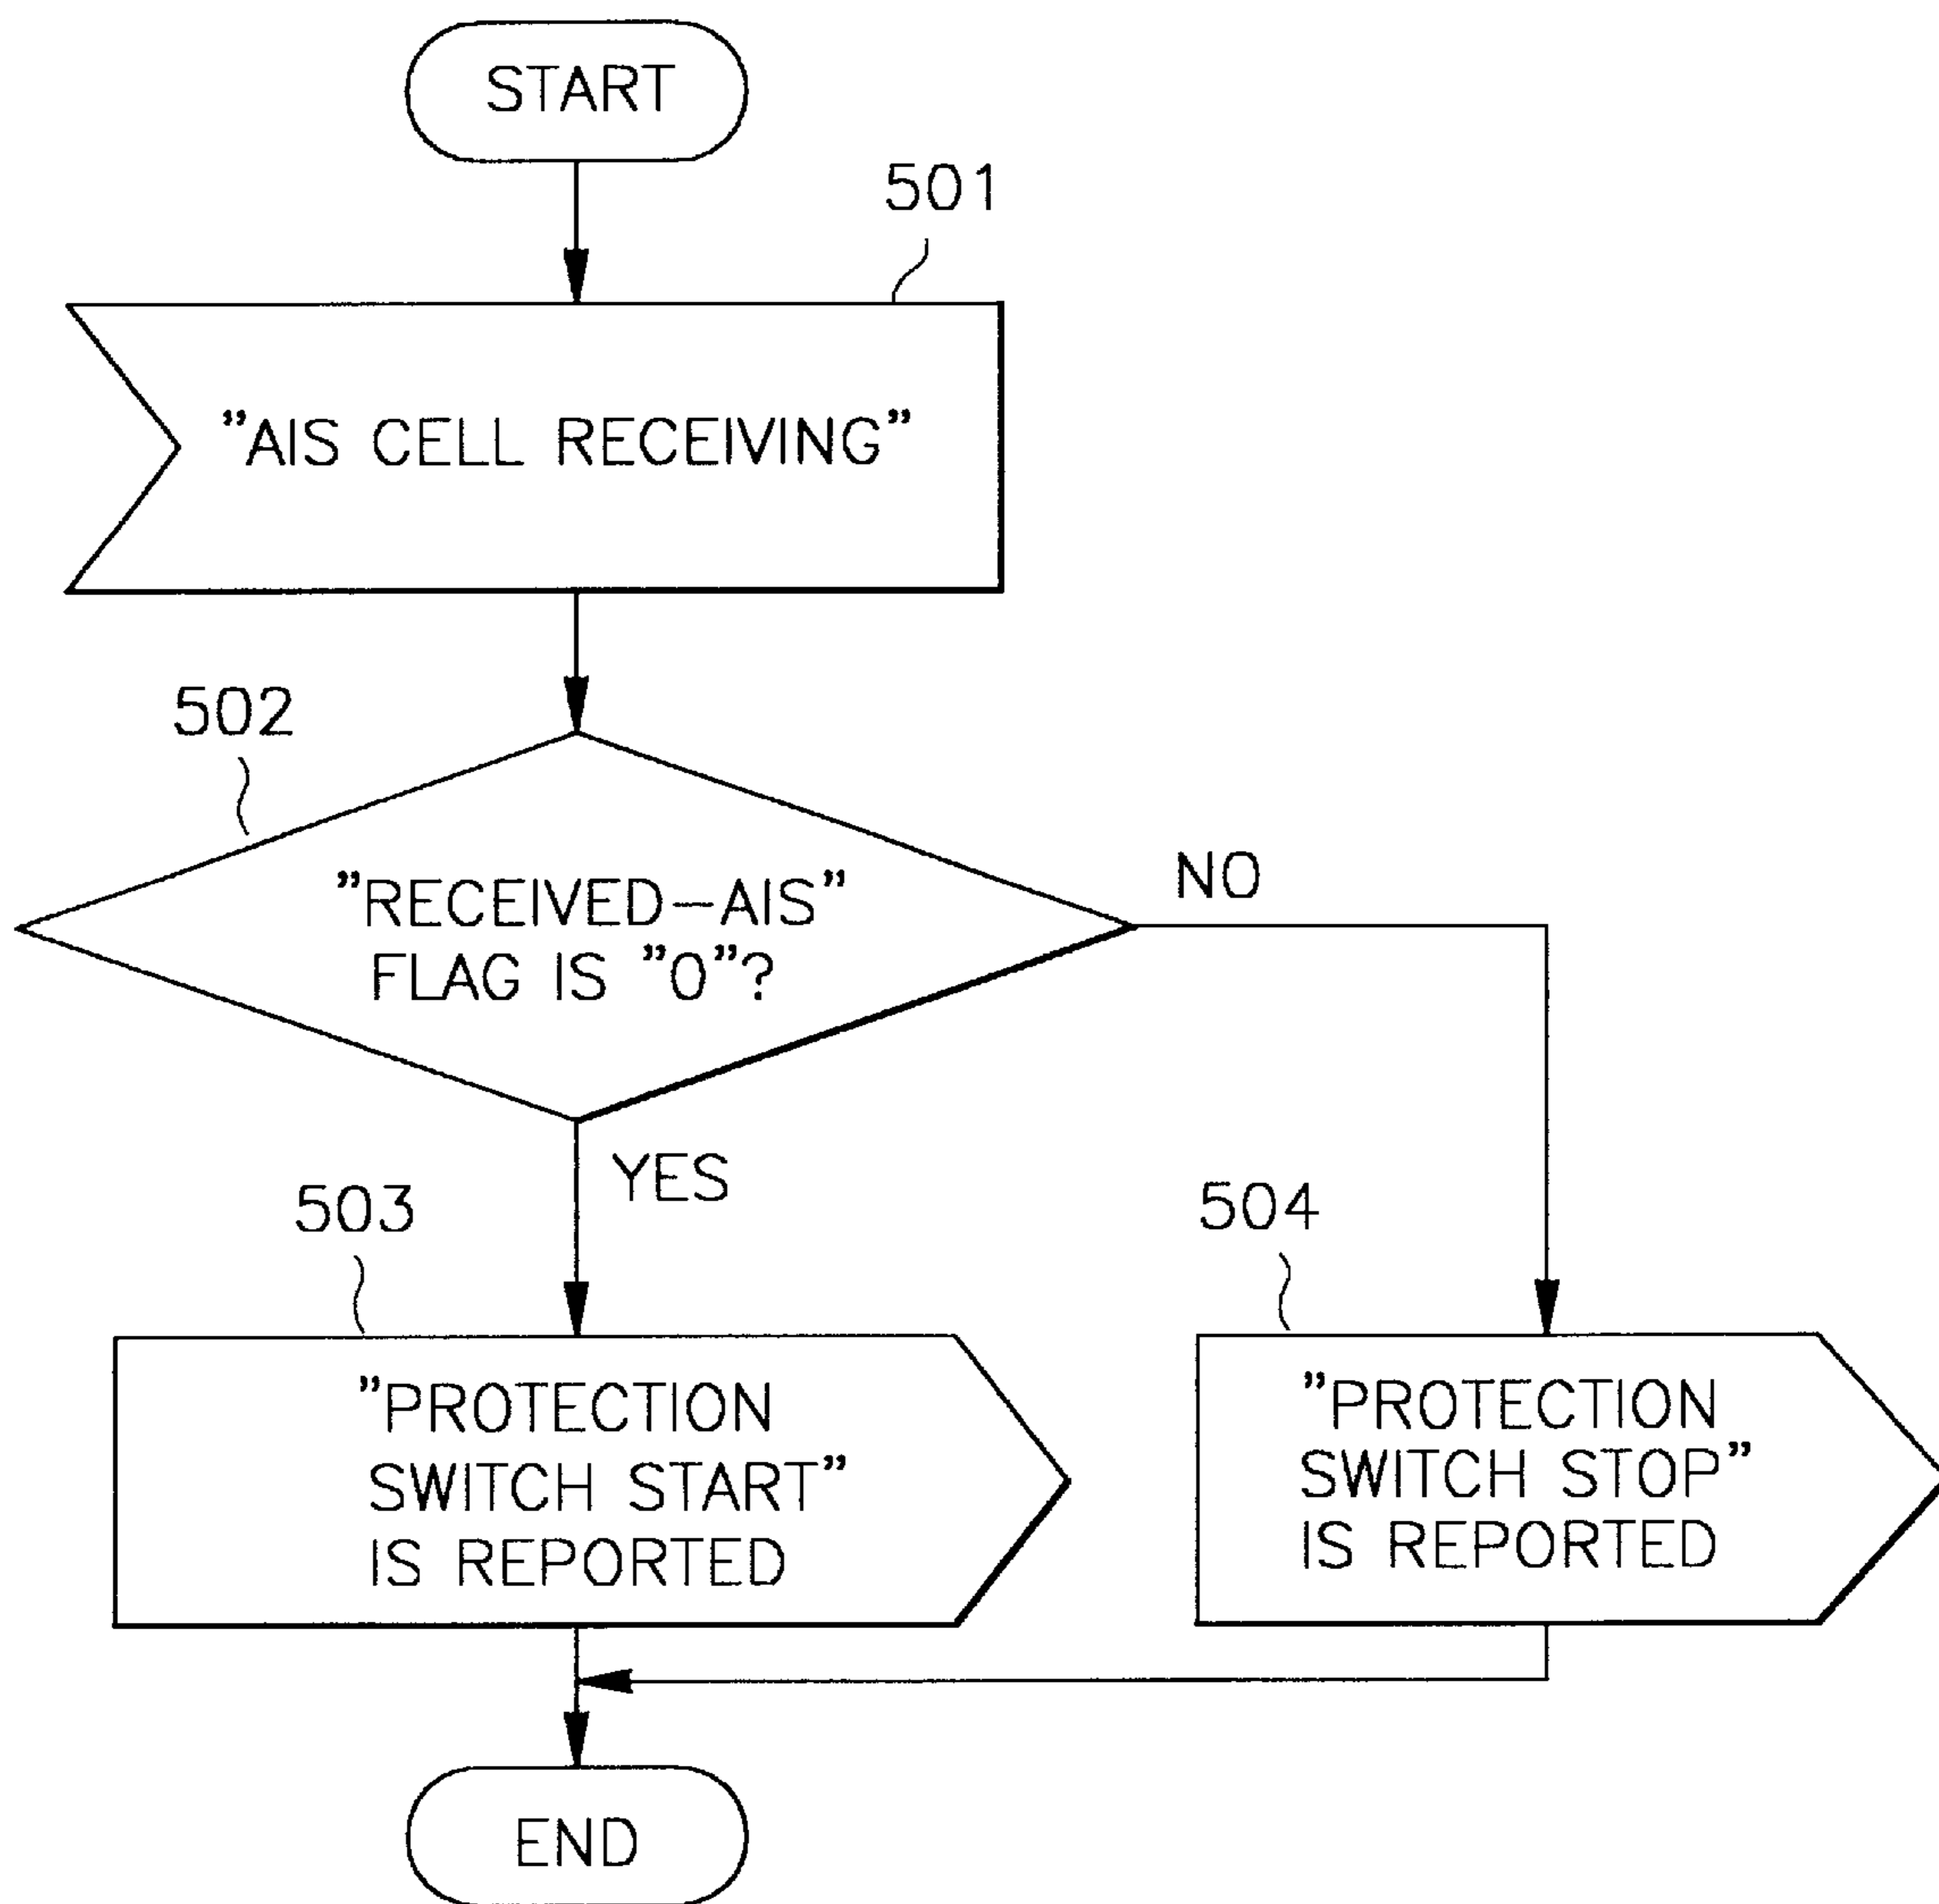 START
501
”AIS CELL RECEIVING”
502
”RECEIVED–AIS”
FLAG IS ”0”?
NO
YES
503
”PROTECTION
SWITCH START”
IS REPORTED
504
”PROTECTION
SWITCH STOP”
IS REPORTED
END